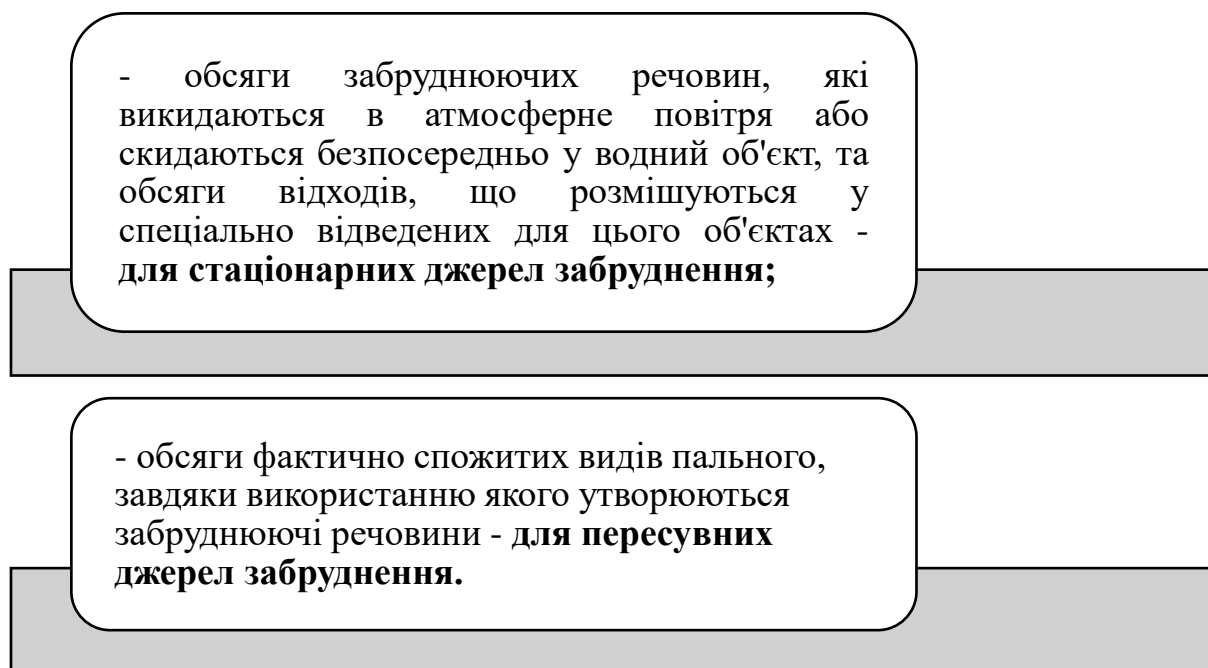 - обсяги забруднюючих речовин, які
викидаються в атмосферне повітря або
скидаються безпосередньо у водний об'єкт, та
обсяги відходів, що розмішуються у
спеціально відведених для цього об'єктах -
для стаціонарних джерел забруднення;
- обсяги фактично спожитих видів пального,
завдяки використанню якого утворюються
забруднюючі речовини - для пересувних
джерел забруднення.